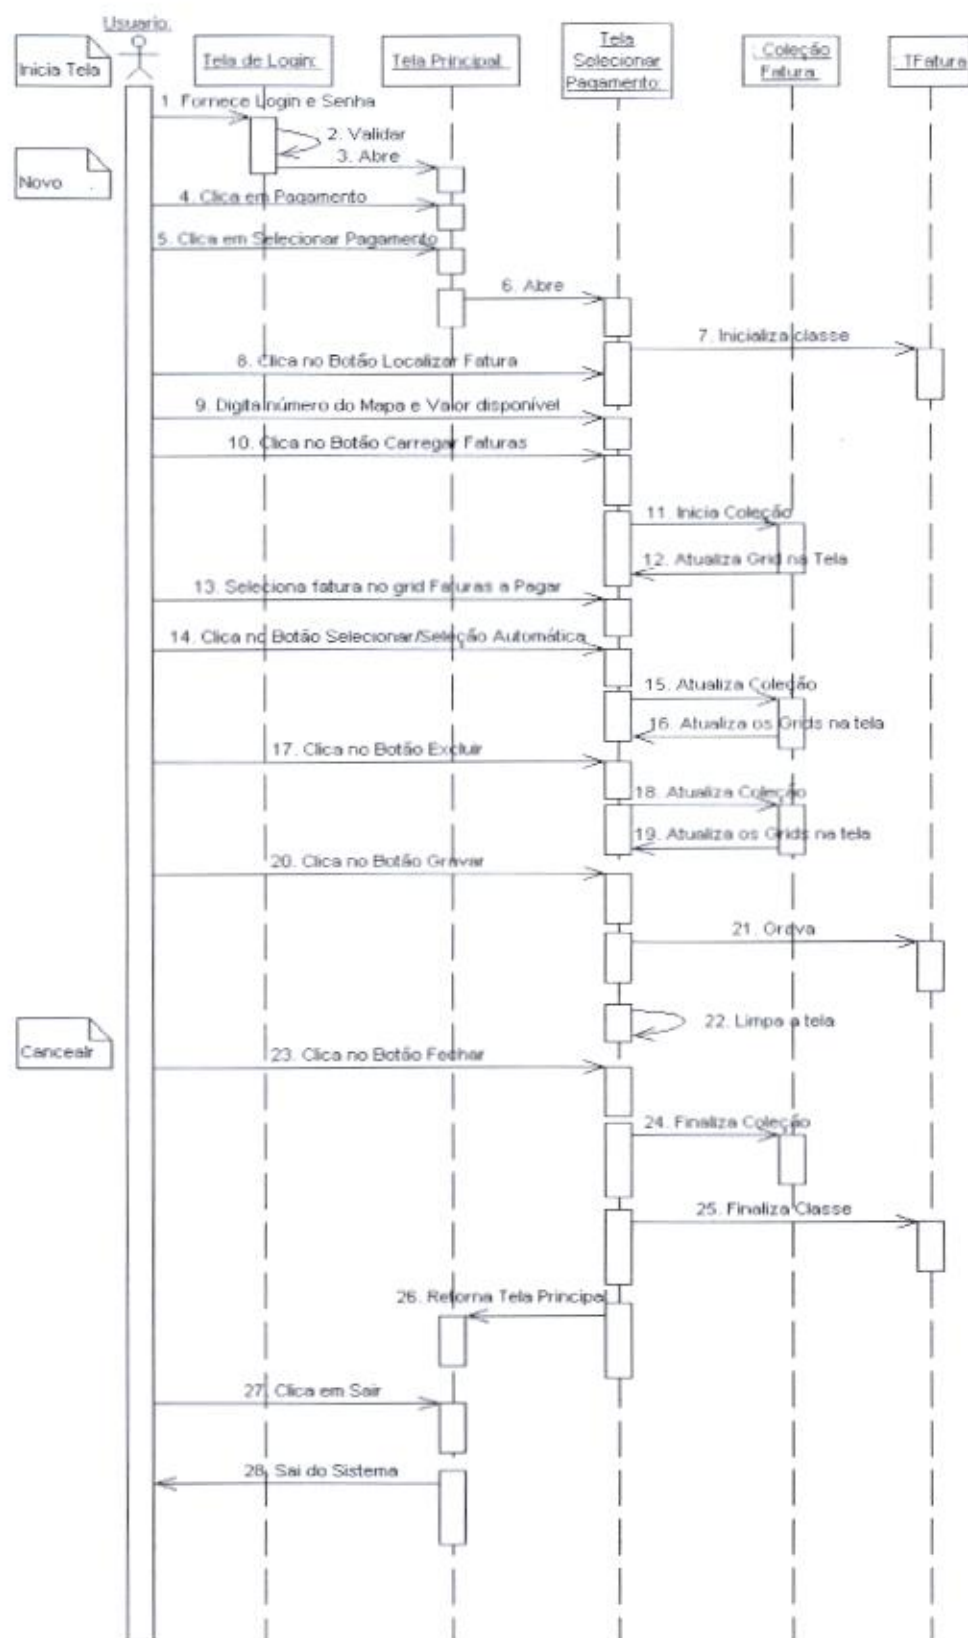 Usuario:
Inicia Tela
Tela de Login:
Tela Principal:
Tela
Selecionar
Pagamento:
: Coleção
Fatura
: TFatura
1. Fornece Login e Senha
2. Validar
3. Abre
Novo
4. Clica em Pagamento
5. Clica em Selecionar Pagamento
6. Abre
7. Inicializa classe
8. Clica no Botão Localizar Fatura
9. Digita número do Mapa e Valor disponível
10. Clica no Botão Carregar Faturas
11. Inicia Coleção
12. Atualiza Grid na Tela
13. Seleciona fatura no grid Faturas a Pagar
14. Clica no Botão Selecionar/Seleção Automática
15. Atualiza Coleção
16. Atualiza os Grids na tela
17. Clica no Botão Excluir
18. Atualiza Coleção
19. Atualiza os Grids na tela
20. Clica no Botão Gravar
21. Grava
22. Limpa a tela
Cancealr
23. Clica no Botão Fechar
24. Finaliza Coleção
25. Finaliza Classe
26. Retorna Tela Principal
27. Clica em Sair
28. Sai do Sistema